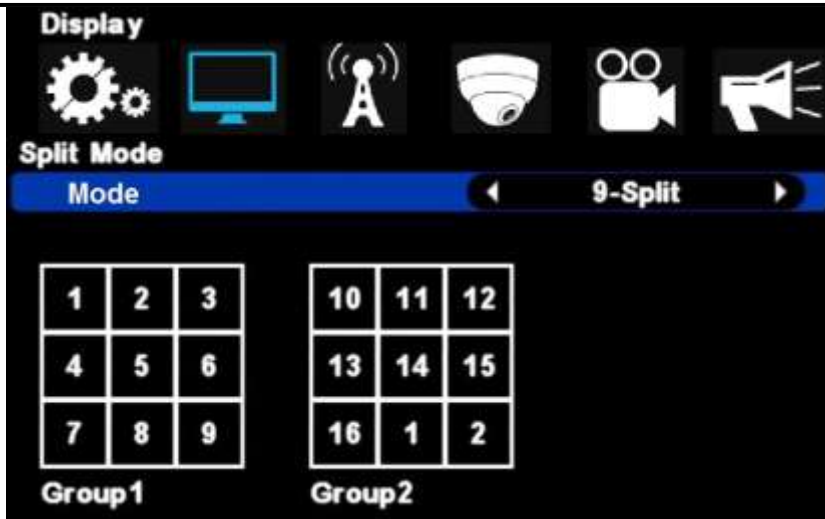 Display
Split Mode
Mode 9-Split
1 2 3 10 11 12
4 5 6 13 14 15
7 8 9 16 1 2
Group1 Group2